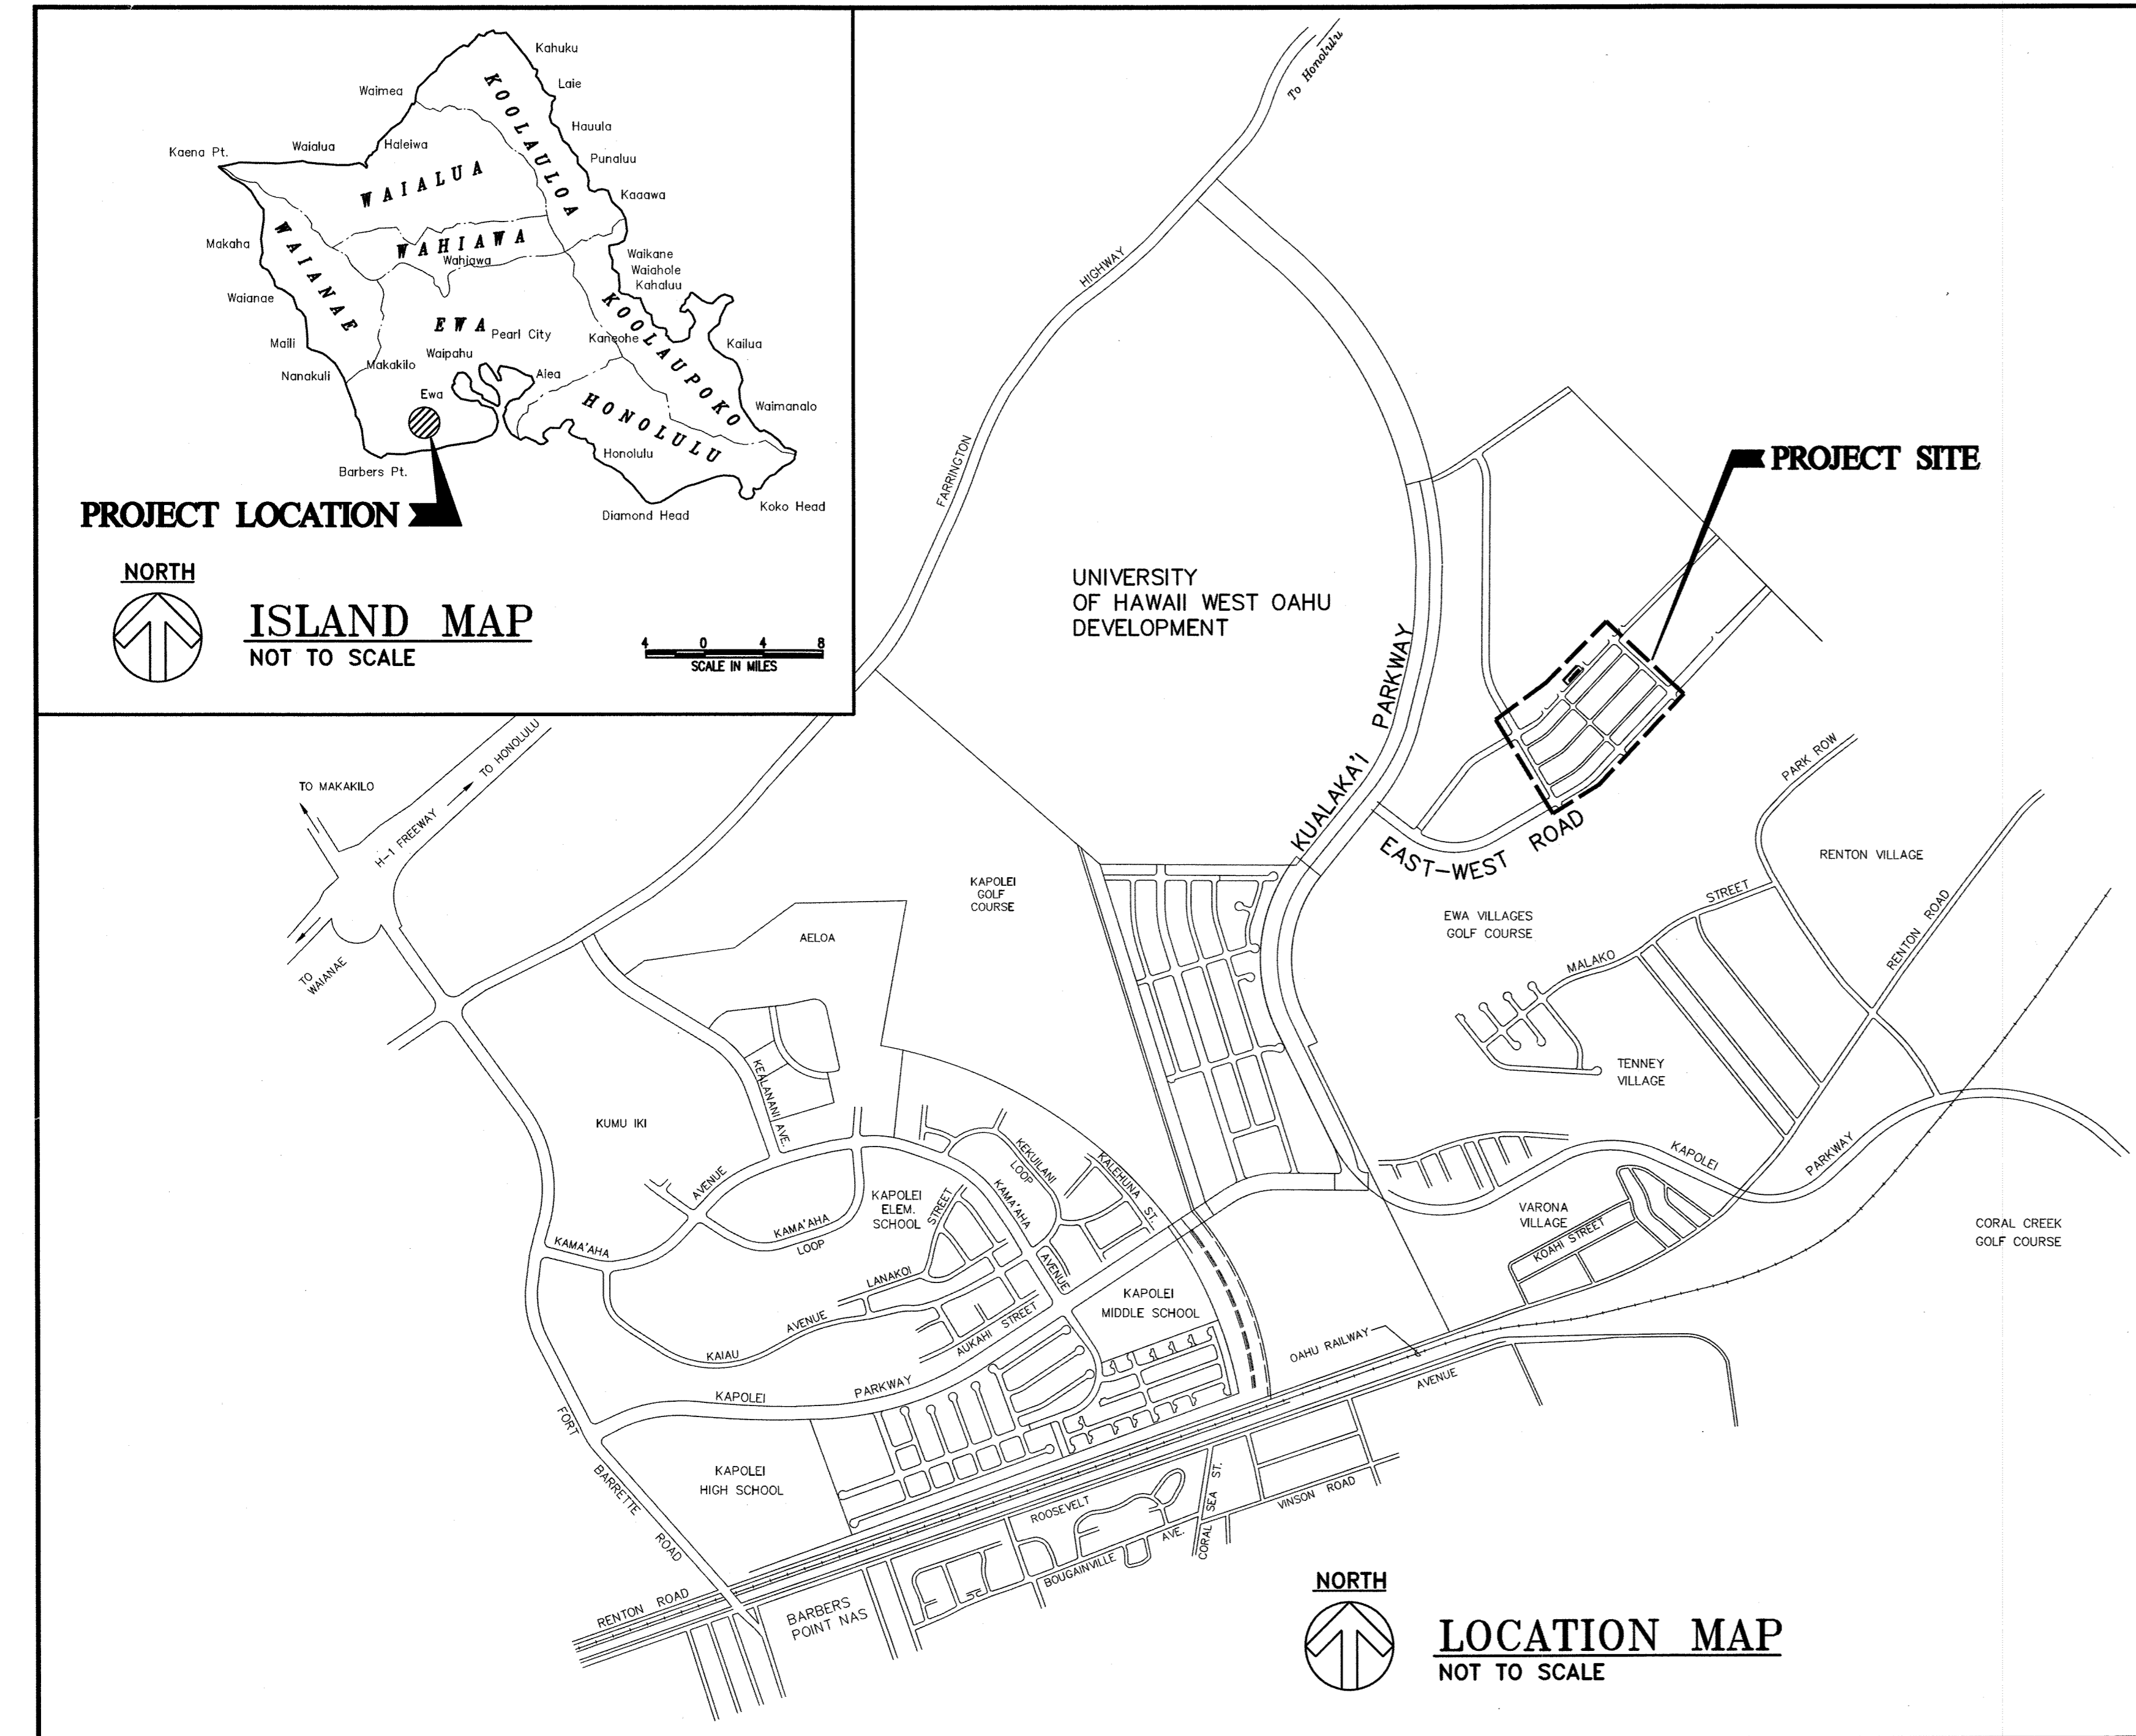 Kahuku
Laie
Waimea
Hauula
Haleiwa
Waialua
Kaena Pt.
Punaluu
KOOLAULOA
WAIALUA
Kaaawa
WAHIAWA
Wahiawa
Makaha
WAIANAE
Waikane
Waiahole
Kahaluu
Waianae
EWA
Pearl City
Kaneohe
KOOLAUPOKO
Kailua
Maili
Waipahu
Makakilo
Nanakuli
Aiea
Ewa
HONOLULU
Waimanalo
Honolulu
Barbers Pt.
Koko Head
Diamond Head
PROJECT LOCATION
NORTH
ISLAND MAP
NOT TO SCALE
4 0 4 8
SCALE IN MILES
To Honolulu
HIGHWAY
FARRINGTON
PROJECT SITE
UNIVERSITY
OF HAWAII WEST OAHU
DEVELOPMENT
KUALAKA'I PARKWAY
EAST-WEST ROAD
TO MAKAKILO
TO HONOLULU
H-1 FREEWAY
TO
WAIANAE
PARK ROW
RENTON VILLAGE
KAPOLEI
GOLF
COURSE
AELOA
EWA VILLAGES
GOLF COURSE
MALAKO STREET
RENTON ROAD
TENNEY
VILLAGE
KEALANANI AVE.
KUMU IKI
KAMA'AHA AVENUE
KAMA'AHA
LOOP
KAPOLEI
ELEM.
SCHOOL
STREET
KAMA'AHA
AVENUE
KEKUILANI
LOOP
KALEHUNA ST.
KAPOLEI PARKWAY
VARONA
VILLAGE
KOAHI STREET
CORAL CREEK
GOLF COURSE
LANAKOI
KAIAU AVENUE
AUKAHI STREET
KAPOLEI
MIDDLE SCHOOL
OAHU RAILWAY
KAPOLEI PARKWAY
FORT BARRETTE ROAD
KAPOLEI
HIGH SCHOOL
ROOSEVELT AVENUE
CORAL SEA ST.
VINSON ROAD
BOUGAINVILLE AVE.
RENTON ROAD
BARBERS
POINT NAS
NORTH
LOCATION MAP
NOT TO SCALE